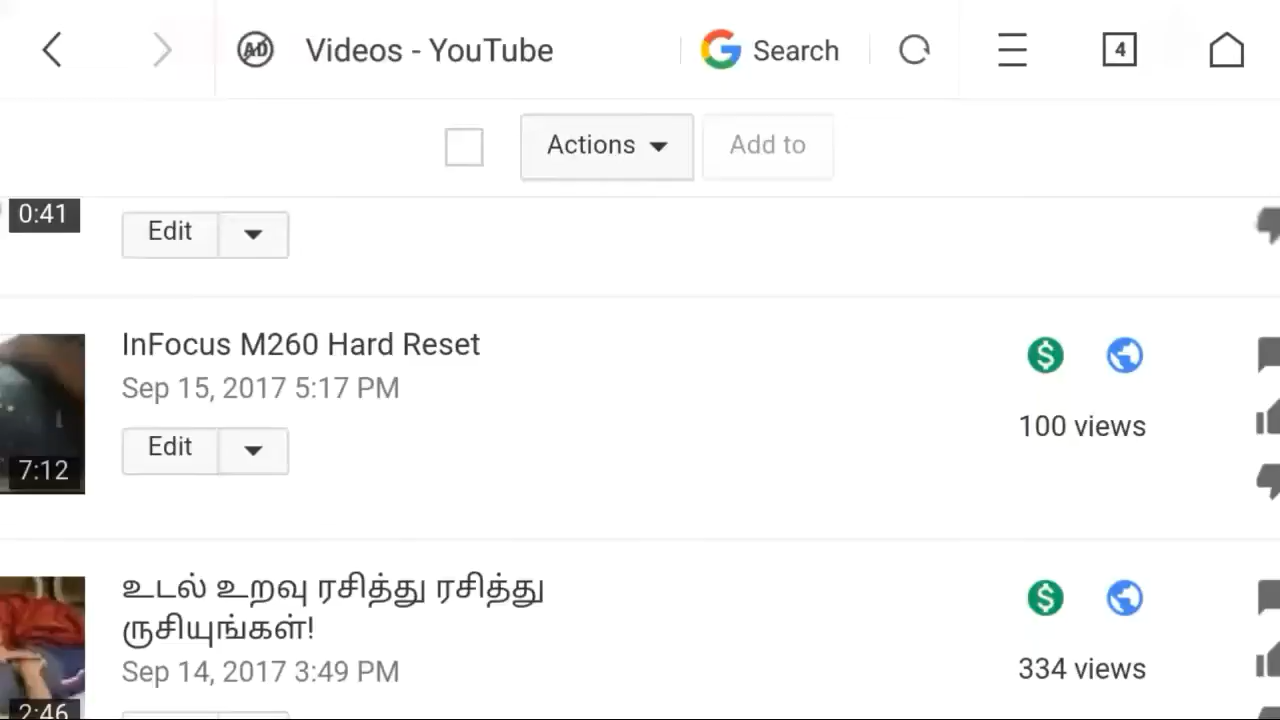 AD Videos - YouTube Search 4
Actions Add to
0:41 Edit
InFocus M260 Hard Reset
Sep 15, 2017 5:17 PM
100 views
Edit
7:12
உடல் உறவு ரசித்து ரசித்து
ருசியுங்கள்!
Sep 14, 2017 3:49 PM
334 views
2:46